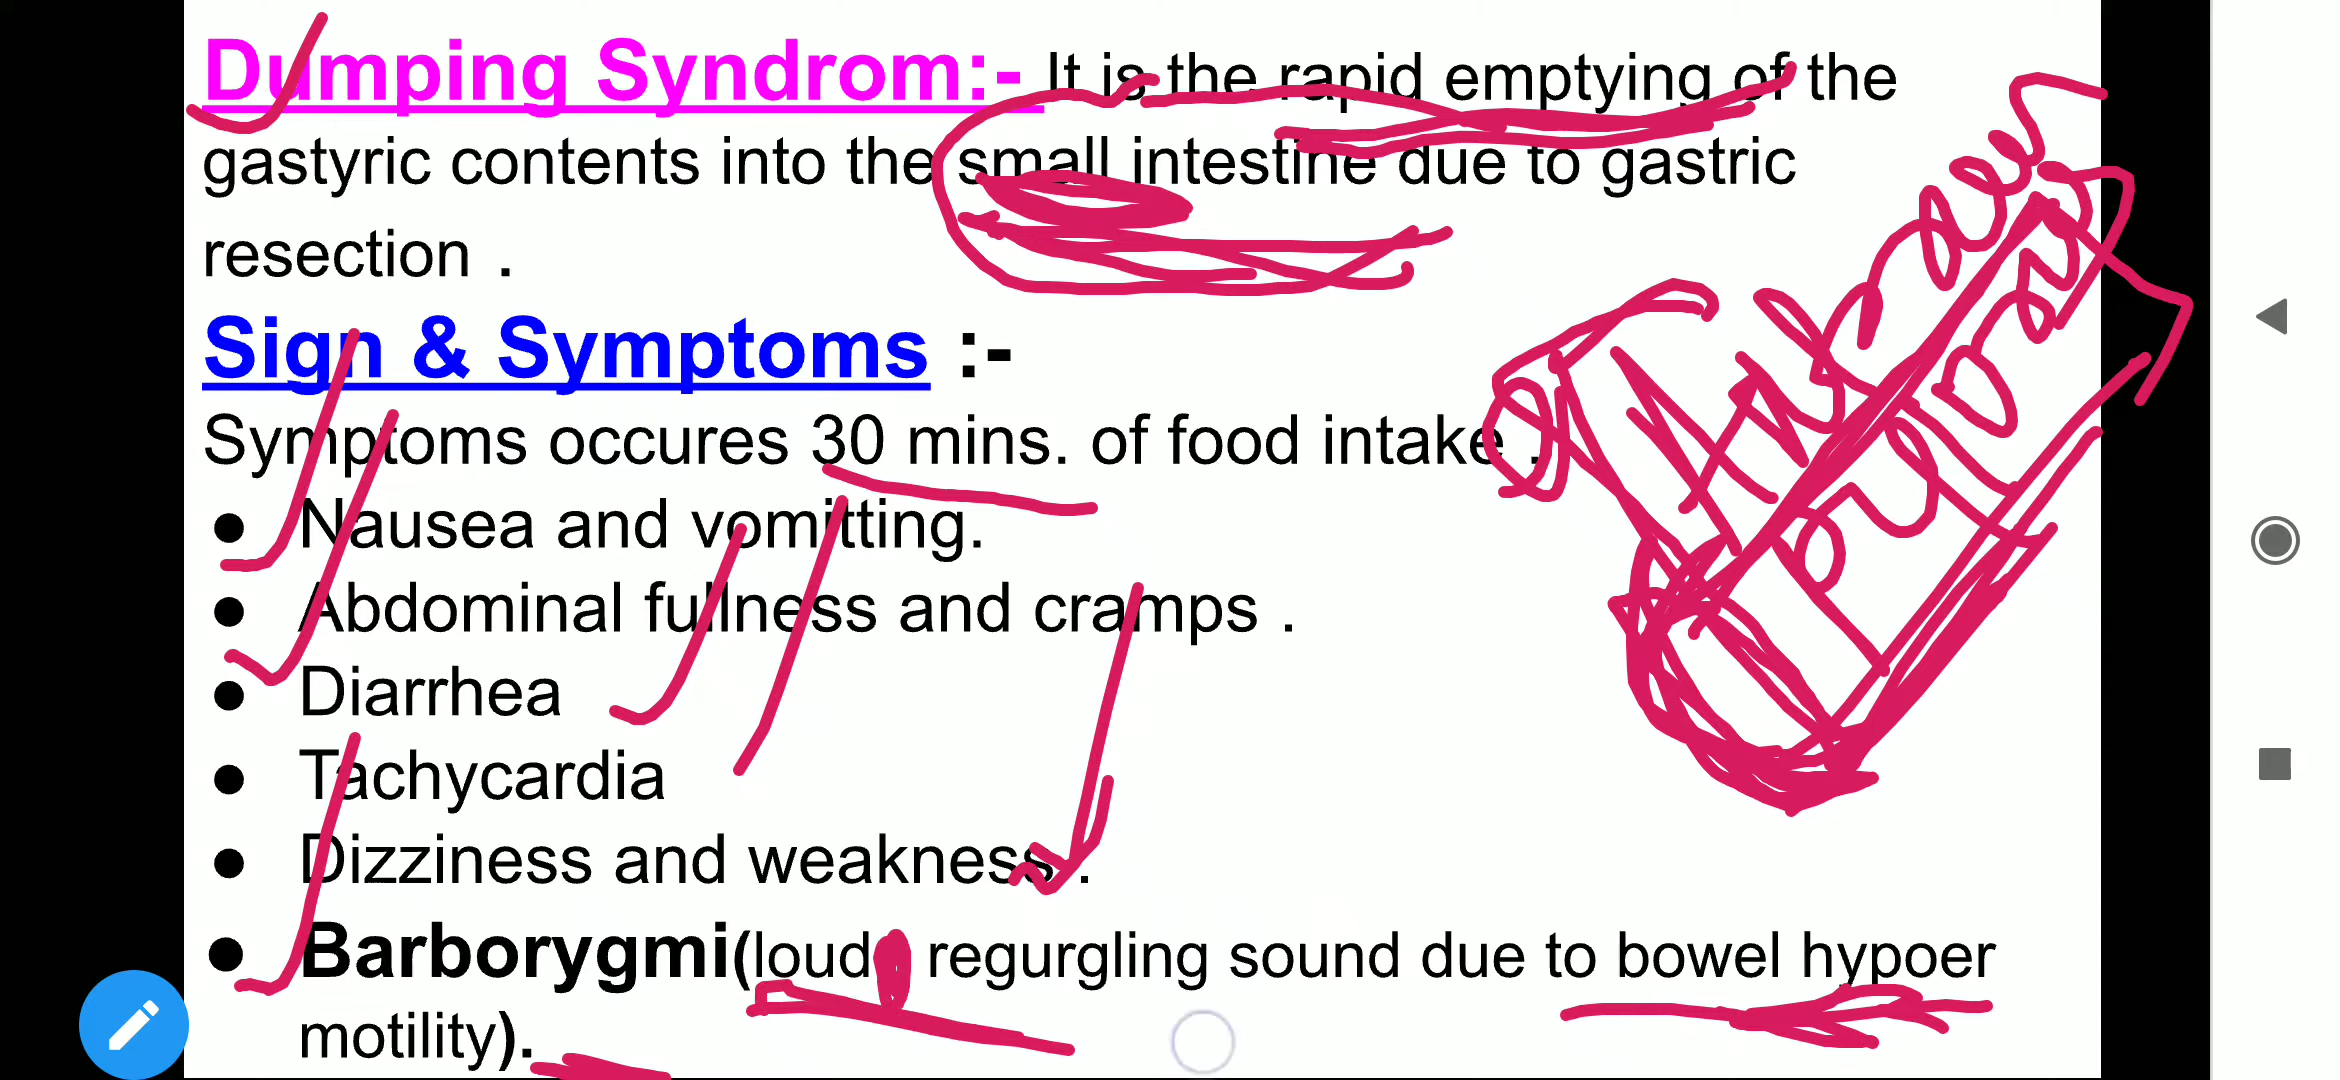 Dumping Syndrom:- It is the rapid emptying of the
gastyric contents into the small intestine due to gastric
resection .
Sign & Symptoms :-
Symptoms occures 30 mins. of food intake .
● Nausea and vomitting.
● Abdominal fullness and cramps .
● Diarrhea
● Tachycardia
● Dizziness and weakness .
● Barborygmi(loud regurgling sound due to bowel hypoer
motility).